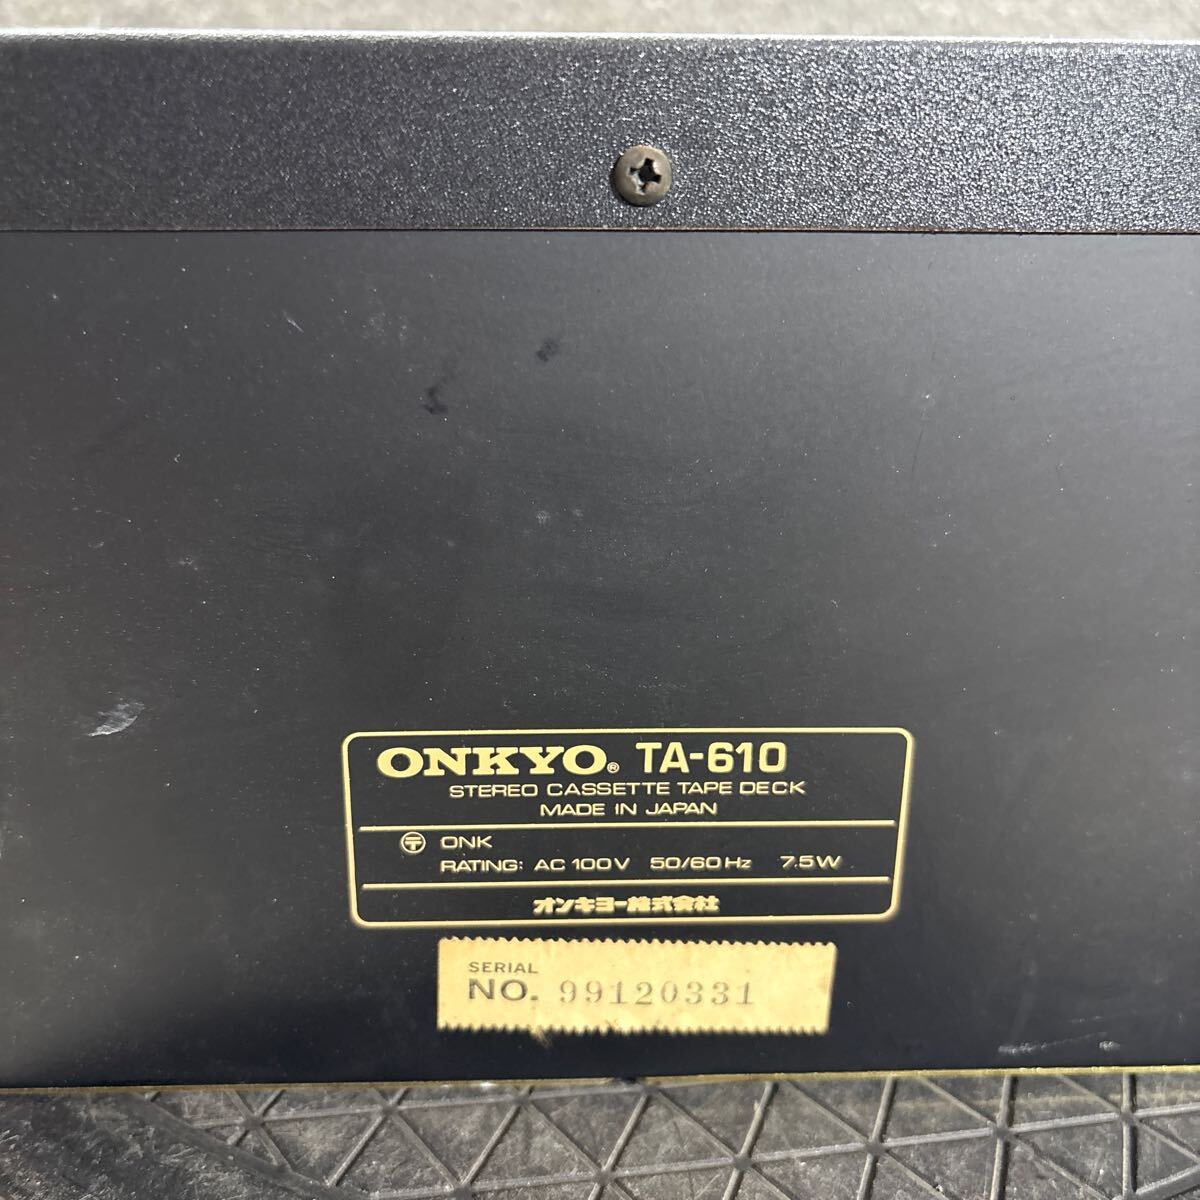 ONKYO® TA-610
STEREO CASSETTE TAPE DECK
MADE IN JAPAN
〒 ONK
RATING: AC 100V 50/60Hz 7.5W
オンキヨー株式会社
SERIAL
NO. 99120331